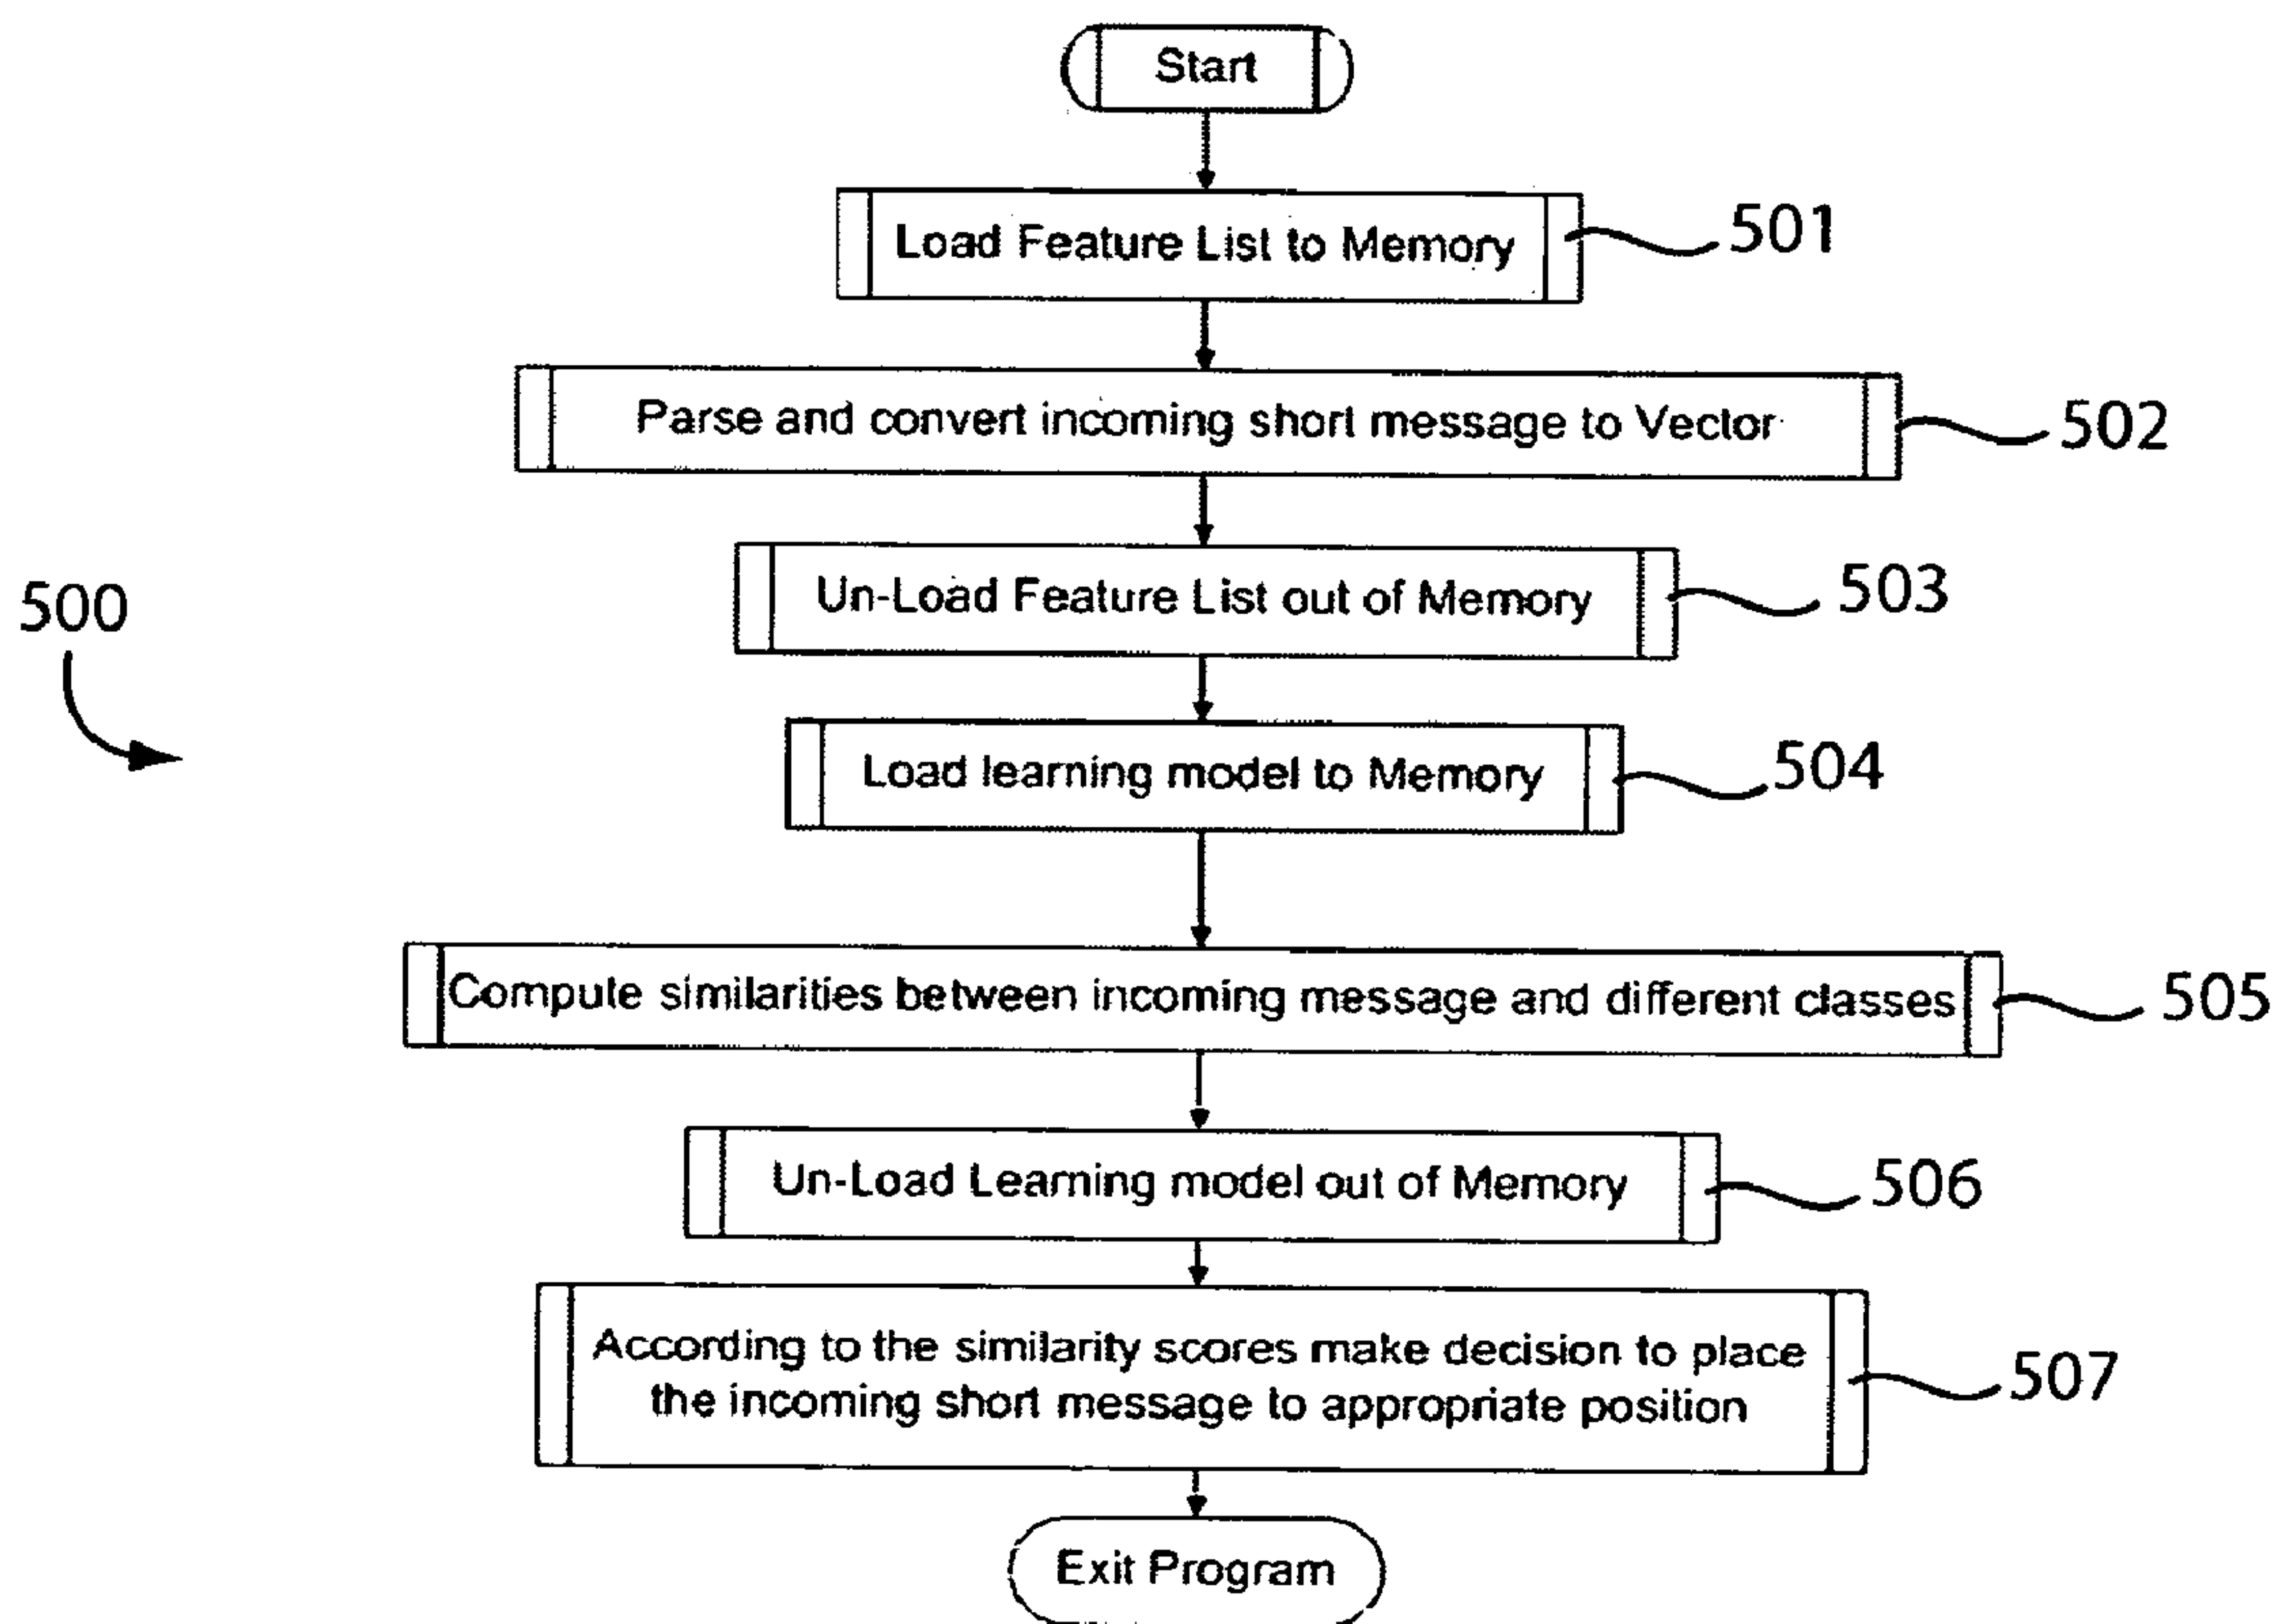 Start
Load Feature List to Memory
501
Parse and convert incoming short message to Vector
502
Un-Load Feature List out of Memory
503
500
Load learning model to Memory
504
Compute similarities between incoming message and different classes
505
Un-Load Learning model out of Memory
506
According to the similarity scores make decision to place
the incoming short message to appropriate position
507
Exit Program